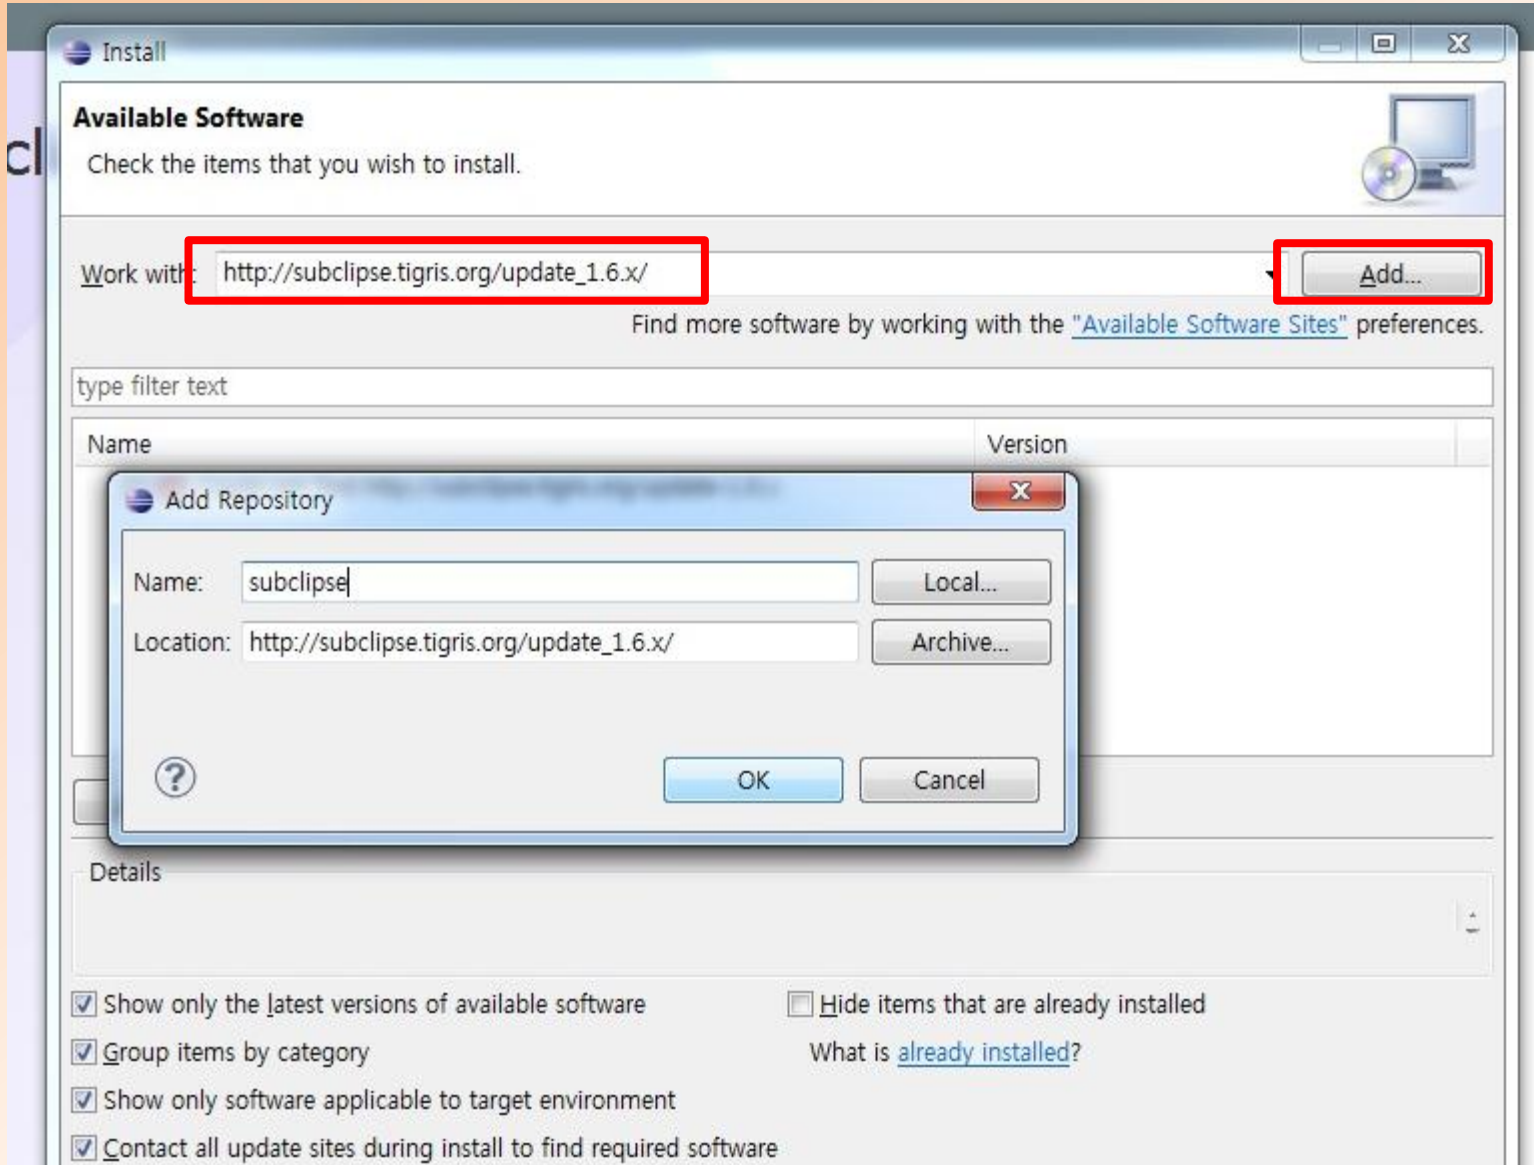 Install
cl
Available Software
Check the items that you wish to install.
Work with: http://subclipse.tigris.org/update_1.6.x/ Add...
Find more software by working with the "Available Software Sites" preferences.
type filter text
Name Version
Add Repository
Name: subclipse Local...
Location: http://subclipse.tigris.org/update_1.6.x/ Archive...
? OK Cancel
Details
Show only the latest versions of available software Hide items that are already installed
Group items by category What is already installed?
Show only software applicable to target environment
Contact all update sites during install to find required software